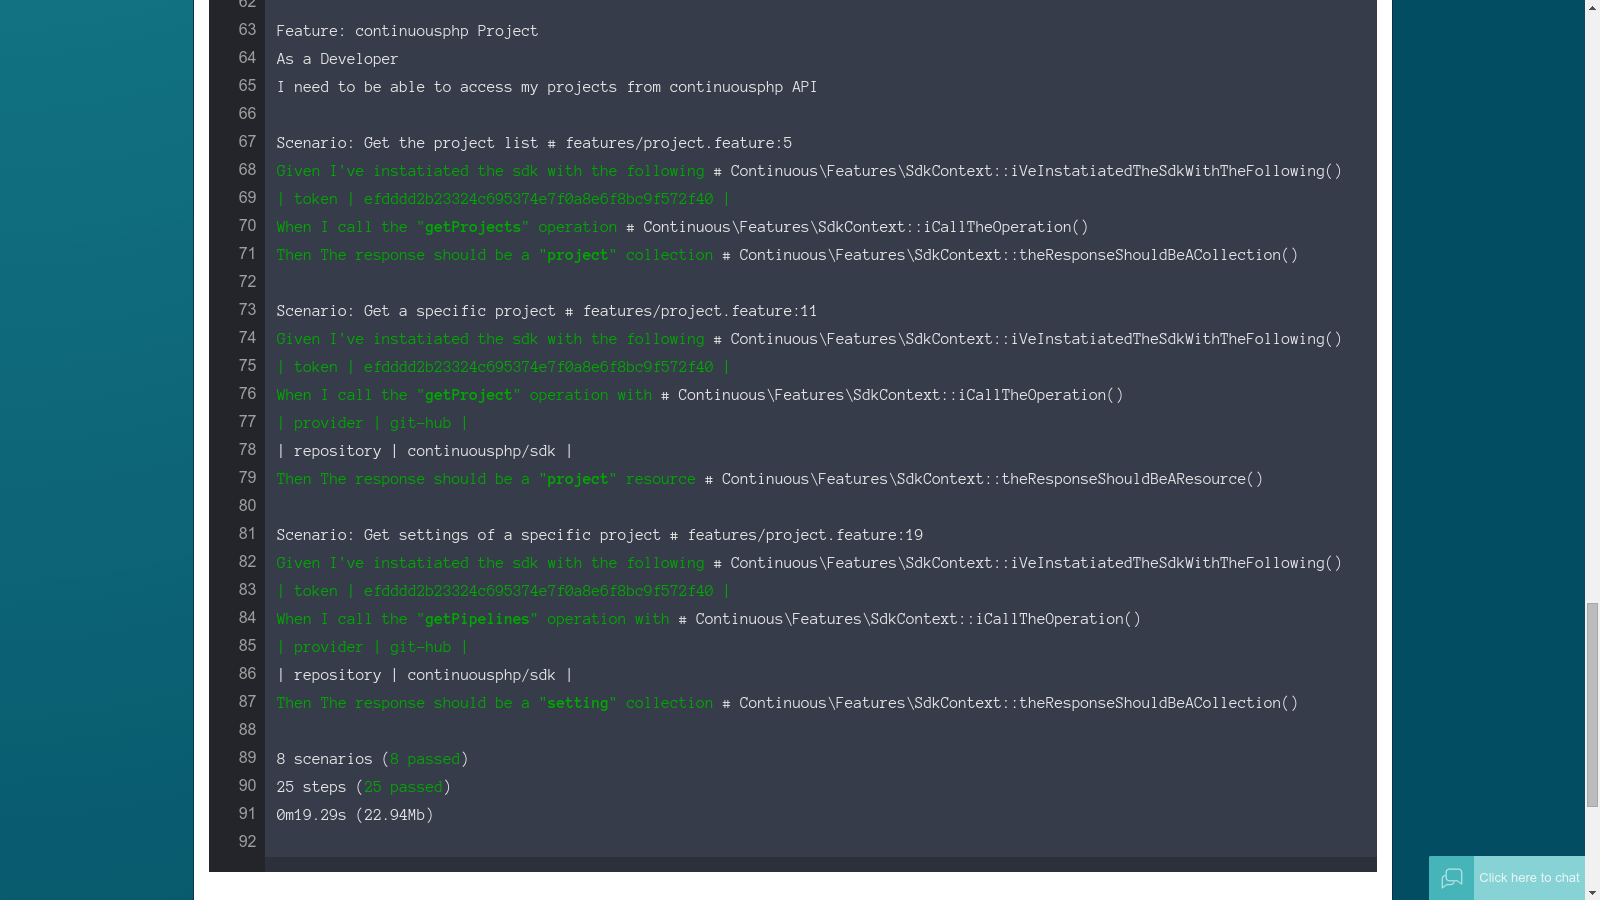 62
63 Feature: continuousphp Project
64 As a Developer
65 I need to be able to access my projects from continuousphp API
66
67 Scenario: Get the project list # features/project.feature:5
68 Given I've instatiated the sdk with the following # Continuous\Features\SdkContext::iVeInstatiatedTheSdkWithTheFollowing()
69 | token | efdddd2b23324c695374e7f0a8e6f8bc9f572f40 |
70 When I call the "getProjects" operation # Continuous\Features\SdkContext::iCallTheOperation()
71 Then The response should be a "project" collection # Continuous\Features\SdkContext::theResponseShouldBeACollection()
72
73 Scenario: Get a specific project # features/project.feature:11
74 Given I've instatiated the sdk with the following # Continuous\Features\SdkContext::iVeInstatiatedTheSdkWithTheFollowing()
75 | token | efdddd2b23324c695374e7f0a8e6f8bc9f572f40 |
76 When I call the "getProject" operation with # Continuous\Features\SdkContext::iCallTheOperation()
77 | provider | git-hub |
78 | repository | continuousphp/sdk |
79 Then The response should be a "project" resource # Continuous\Features\SdkContext::theResponseShouldBeAResource()
80
81 Scenario: Get settings of a specific project # features/project.feature:19
82 Given I've instatiated the sdk with the following # Continuous\Features\SdkContext::iVeInstatiatedTheSdkWithTheFollowing()
83 | token | efdddd2b23324c695374e7f0a8e6f8bc9f572f40 |
84 When I call the "getPipelines" operation with # Continuous\Features\SdkContext::iCallTheOperation()
85 | provider | git-hub |
86 | repository | continuousphp/sdk |
87 Then The response should be a "setting" collection # Continuous\Features\SdkContext::theResponseShouldBeACollection()
88
89 8 scenarios (8 passed)
90 25 steps (25 passed)
91 0m19.29s (22.94Mb)
92
Click here to chat